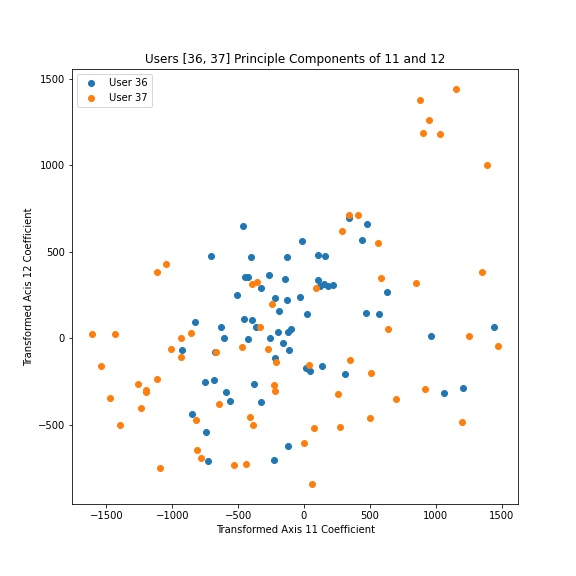 Users [36, 37] Principle Components of 11 and 12
User 36
User 37
1500
1000
500
0
−500
Transformed Acis 12 Coefficient
−1500
−1000
−500
0
500
1000
1500
Transformed Axis 11 Coefficient